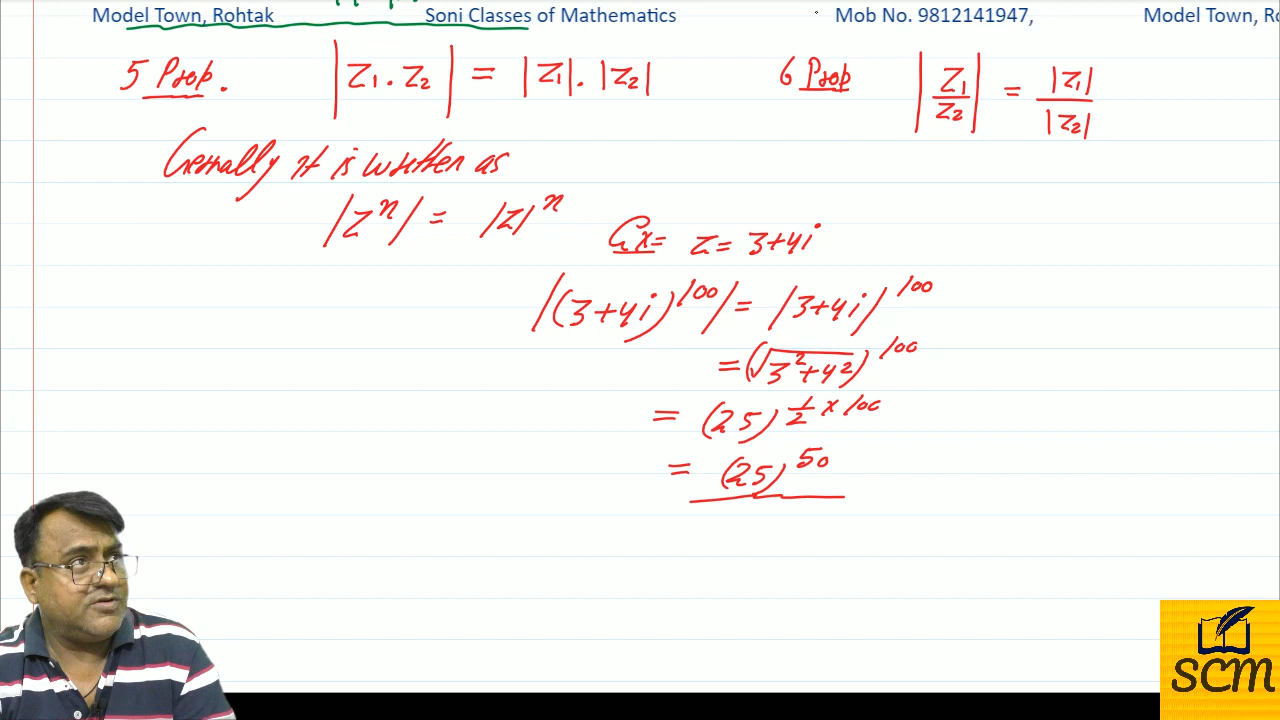 Model Town, Rohtak Soni Classes of Mathematics Mob No. 9812141947, Model Town,
5 Prop. |Z₁ . Z₂| = |Z₁| . |Z₂|
6 Prop |Z₁/Z₂| = |Z₁|/|Z₂|
Generally it is written as
|Zⁿ| = |Z|ⁿ
Ex= z = 3+4i
|(3+4i)¹⁰⁰| = |3+4i|¹⁰⁰
= (√3²+4²)¹⁰⁰
= (25)^½ × 100
= (25)⁵⁰
SCM